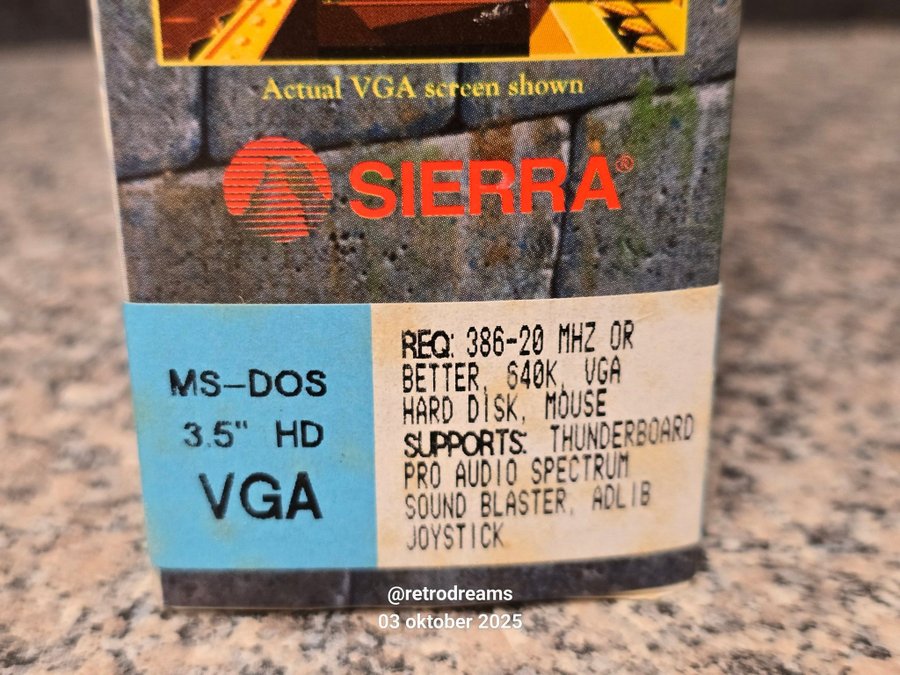 Actual VGA screen shown
SIERRA®
MS-DOS
3.5" HD
VGA
REQ: 386-20 MHZ OR
BETTER, 640K, VGA
HARD DISK, MOUSE
SUPPORTS: THUNDERBOARD
PRO AUDIO SPECTRUM
SOUND BLASTER, ADLIB
JOYSTICK
@retrodreams
03 oktober 2025